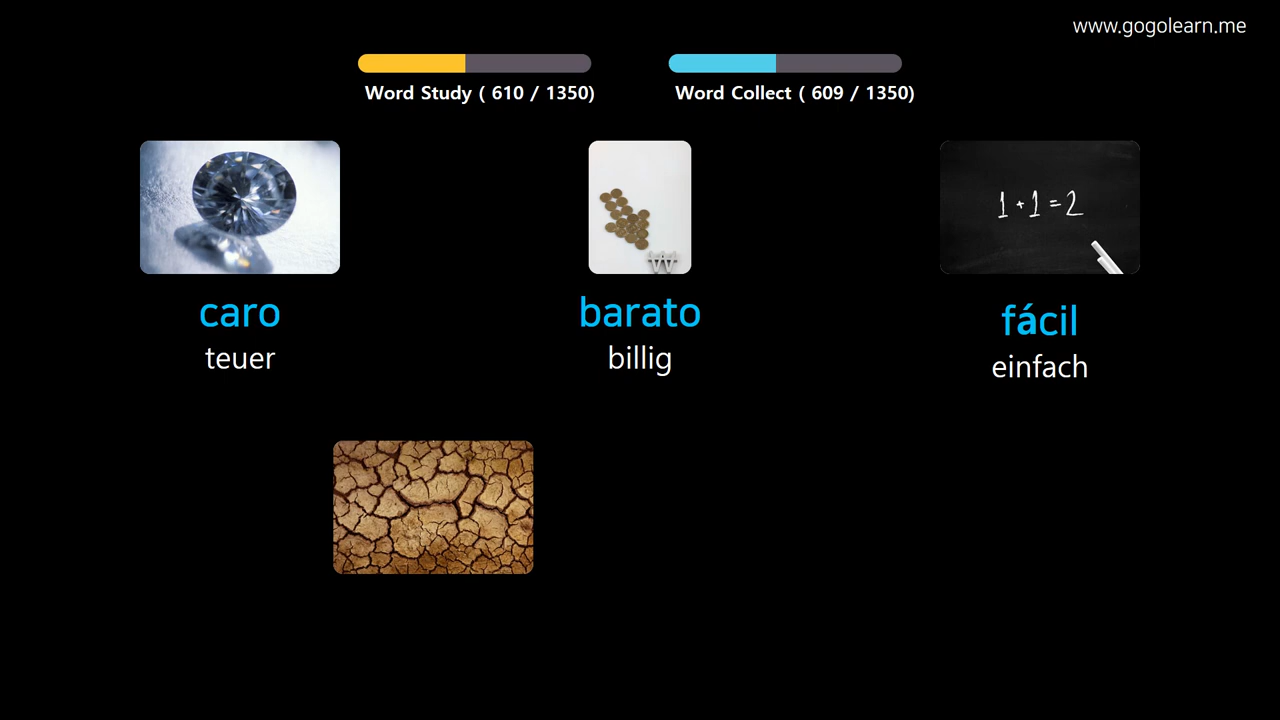 www.gogolearn.me
Word Study ( 610 / 1350)
Word Collect ( 609 / 1350)
1+1=2
caro
teuer
barato
billig
fácil
einfach